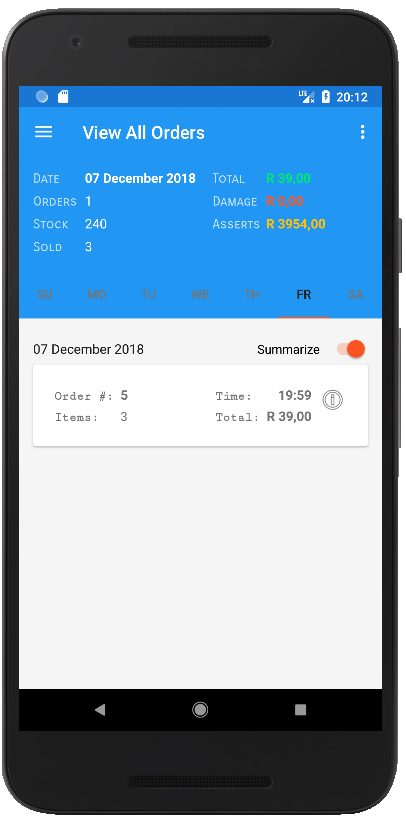 LTE 20:12
View All Orders
Date 07 December 2018 Total R 39,00
Orders 1 Damage R 0,00
Stock 240 Asserts R 3954,00
Sold 3
SU MO TU WE TH FR SA
07 December 2018 Summarize
Order #: 5 Time: 19:59
Items: 3 Total: R 39,00